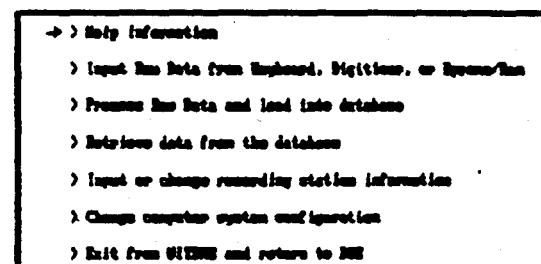 -> > Help information
> Input Raw Data from Keyboard, Digitizer, or
> Process Raw Data and load into database
> Retrieve data from the database
> Input or change recording station information
> Change computer system configuration
> Exit from and return to DOS